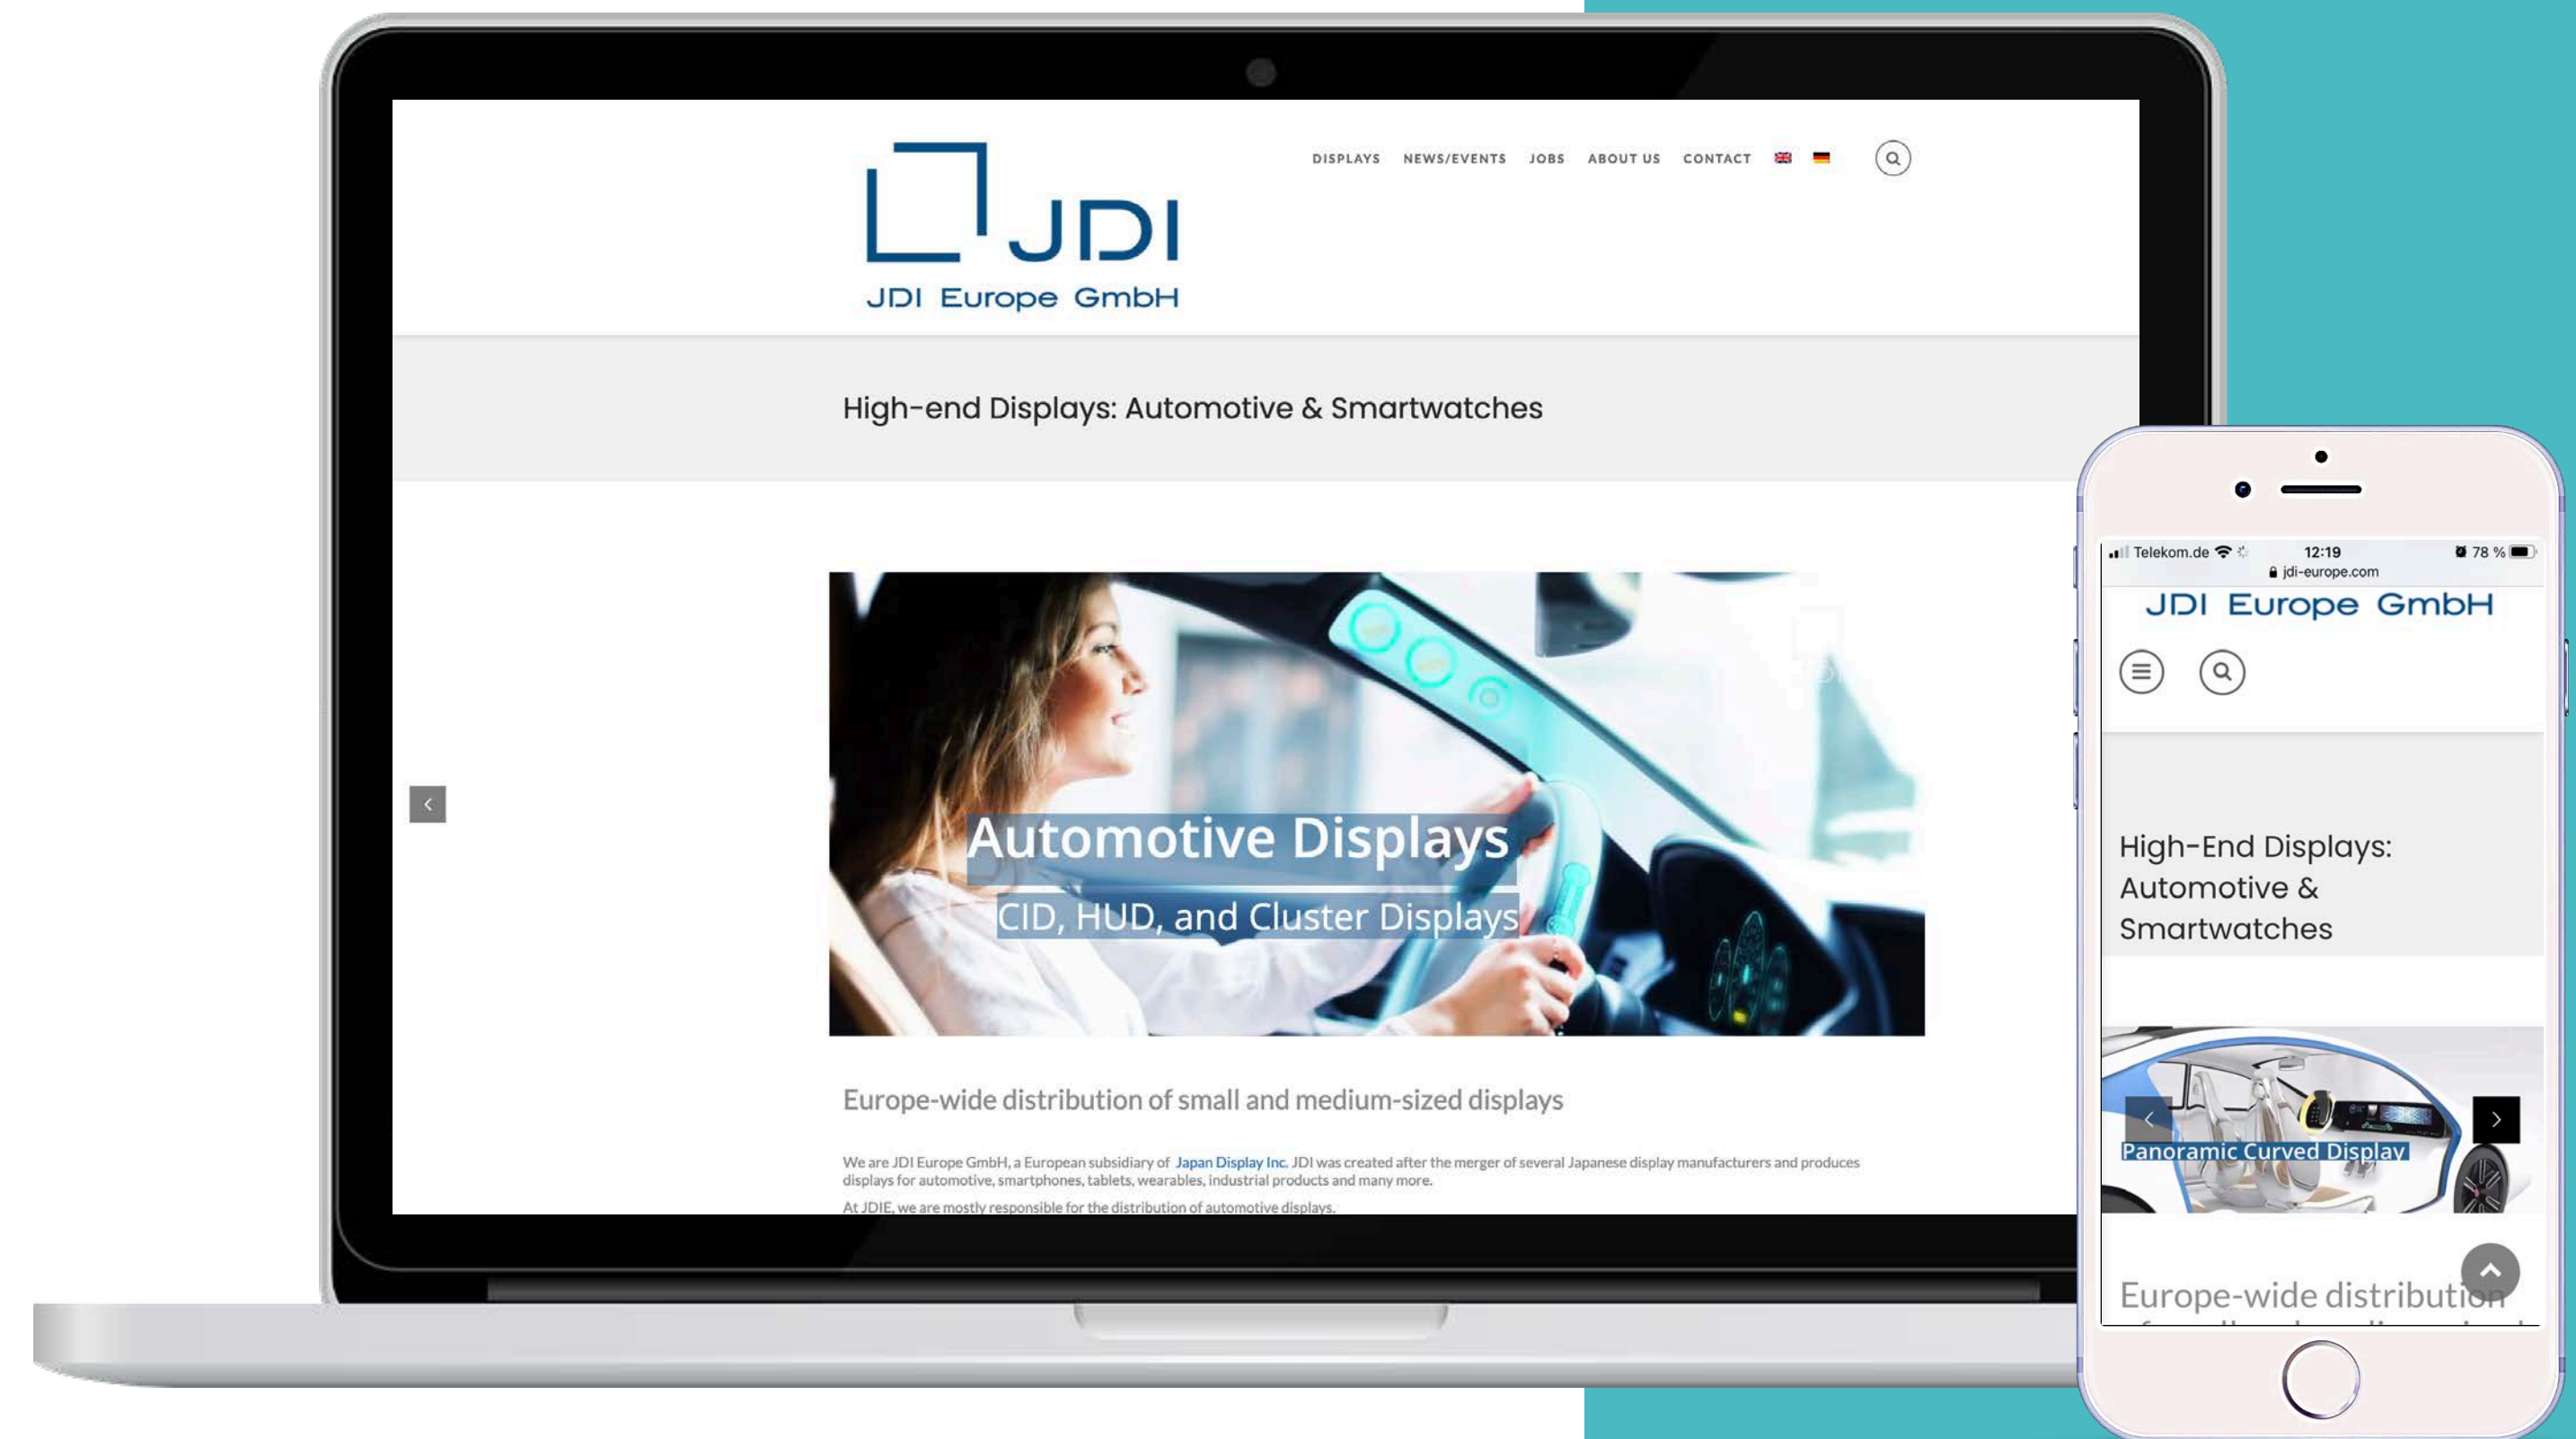 JDI
JDI Europe GmbH
DISPLAYS NEWS/EVENTS JOBS ABOUT US CONTACT
High-end Displays: Automotive & Smartwatches
Automotive Displays
CID, HUD, and Cluster Displays
Europe-wide distribution of small and medium-sized displays
We are JDI Europe GmbH, a European subsidiary of Japan Display Inc. JDI was created after the merger of several Japanese display manufacturers and produces
displays for automotive, smartphones, tablets, wearables, industrial products and many more.
At JDIE, we are mostly responsible for the distribution of automotive displays.
Telekom.de 12:19 78 %
jdi-europe.com
JDI Europe GmbH
High-End Displays:
Automotive &
Smartwatches
Panoramic Curved Display
Europe-wide distribution